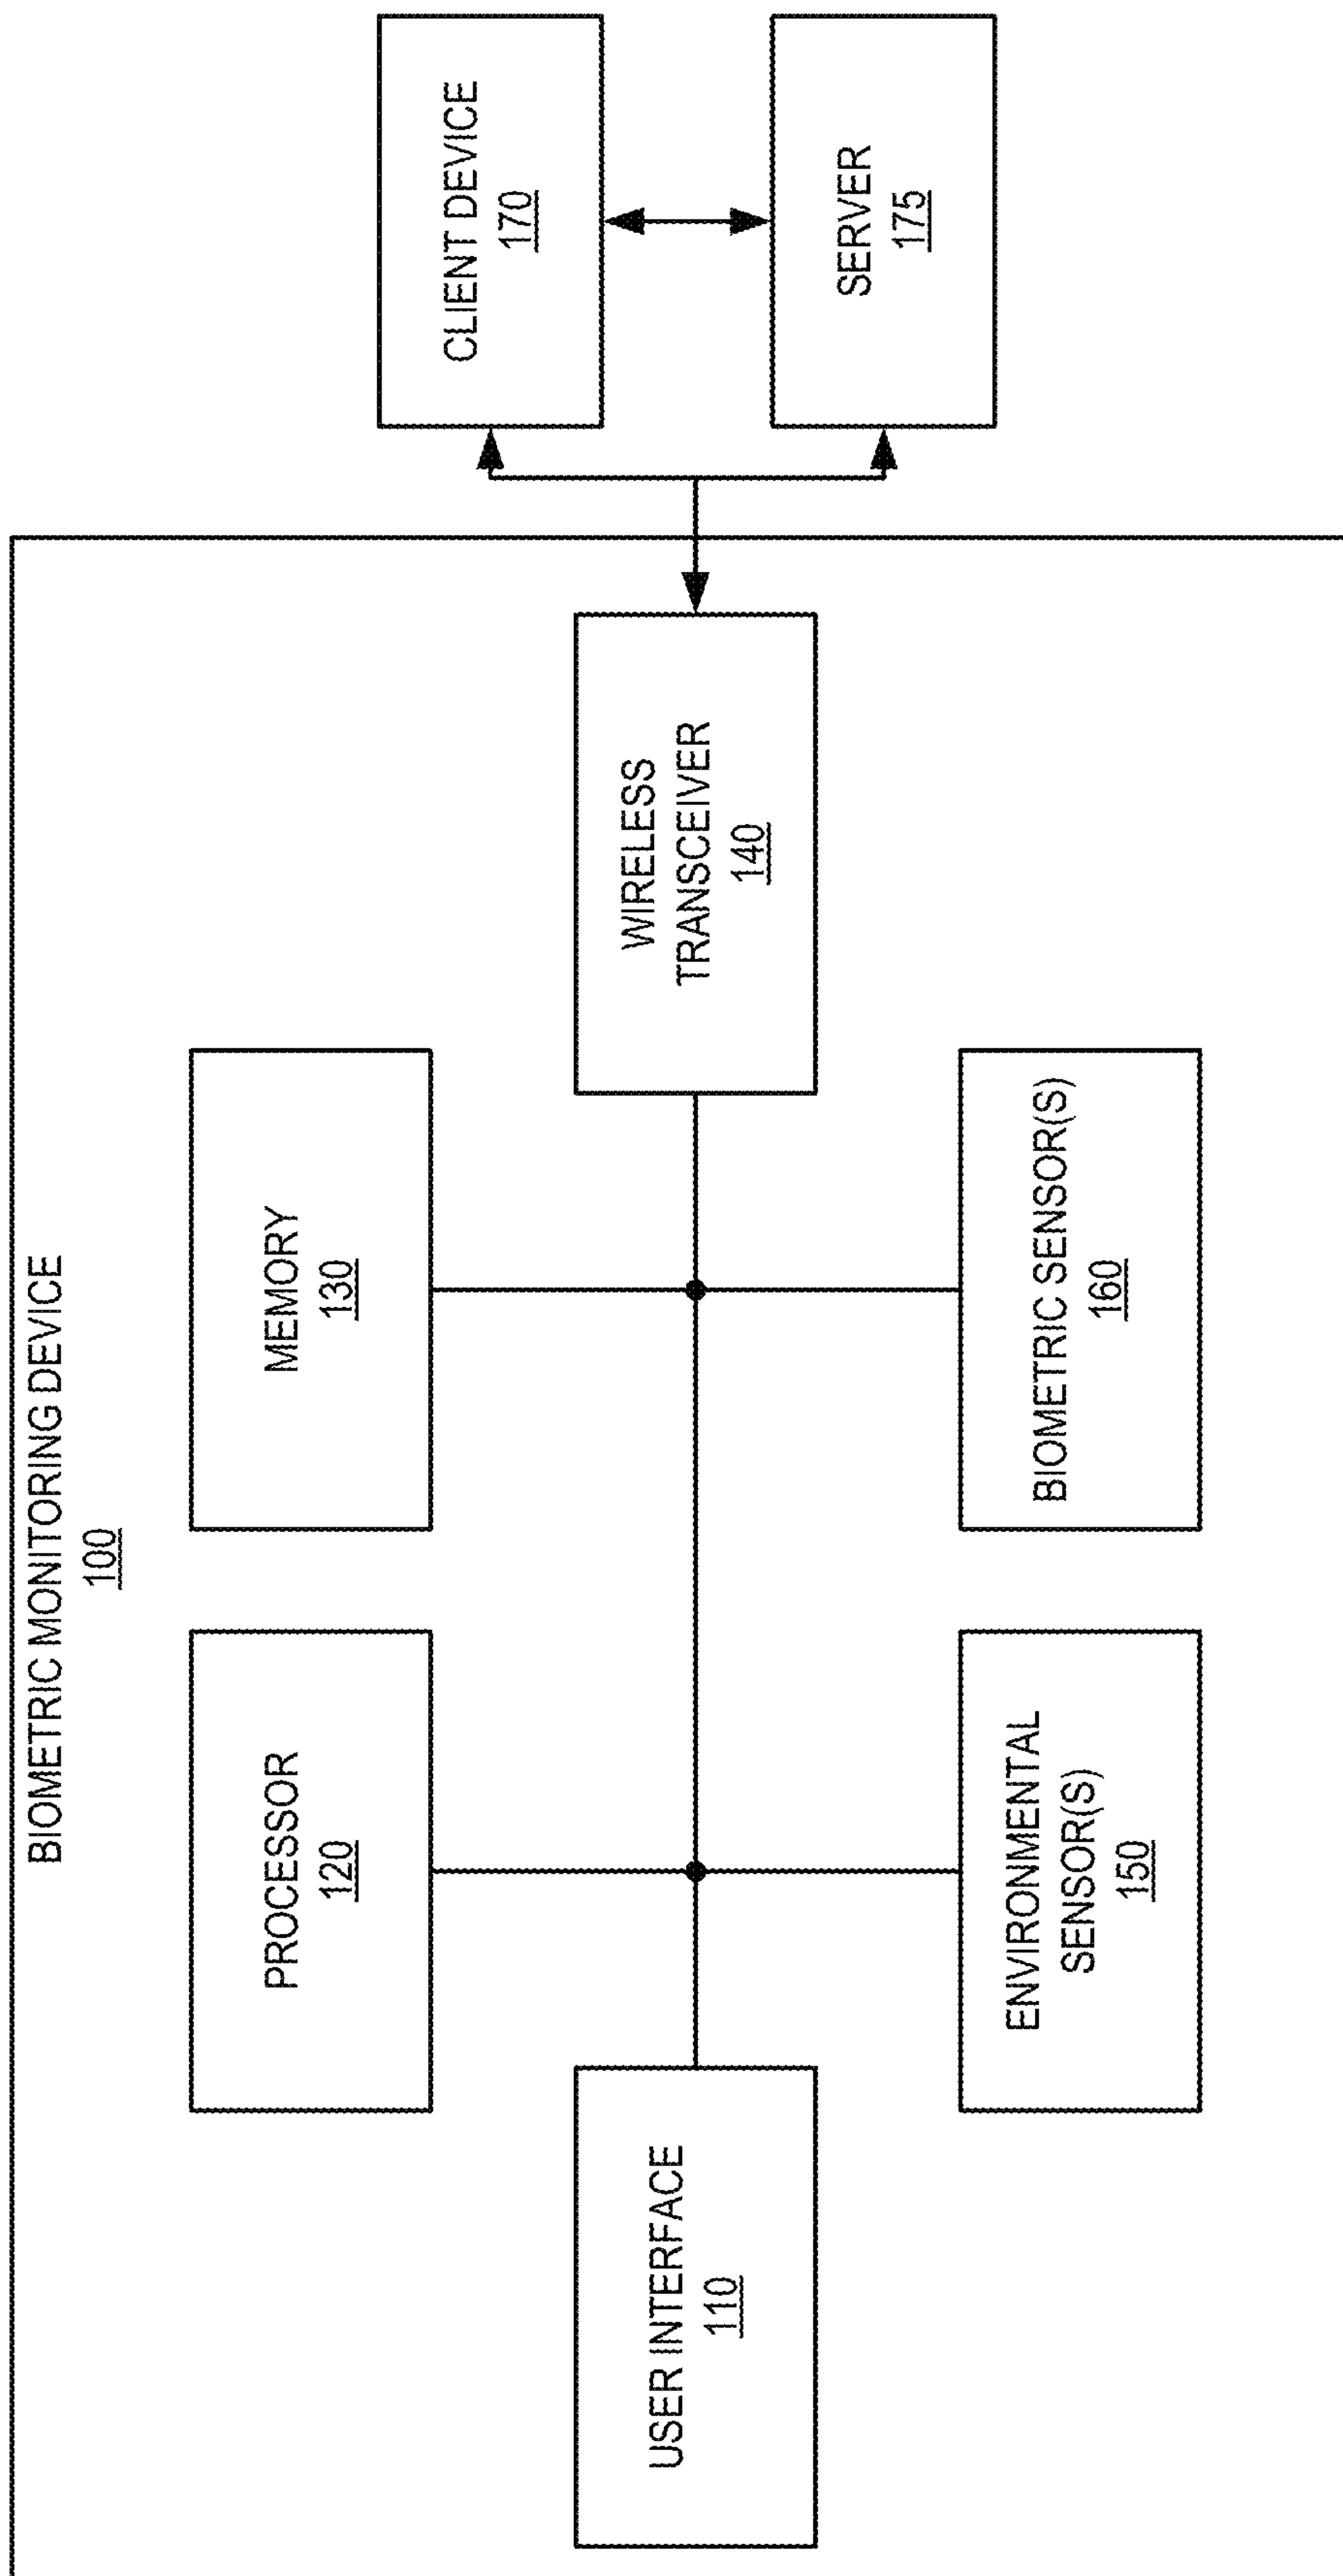 BIOMETRIC MONITORING DEVICE
100
PROCESSOR
120
MEMORY
130
USER INTERFACE
110
WIRELESS
TRANSCEIVER
140
ENVIRONMENTAL
SENSOR(S)
150
BIOMETRIC SENSOR(S)
160
CLIENT DEVICE
170
SERVER
175